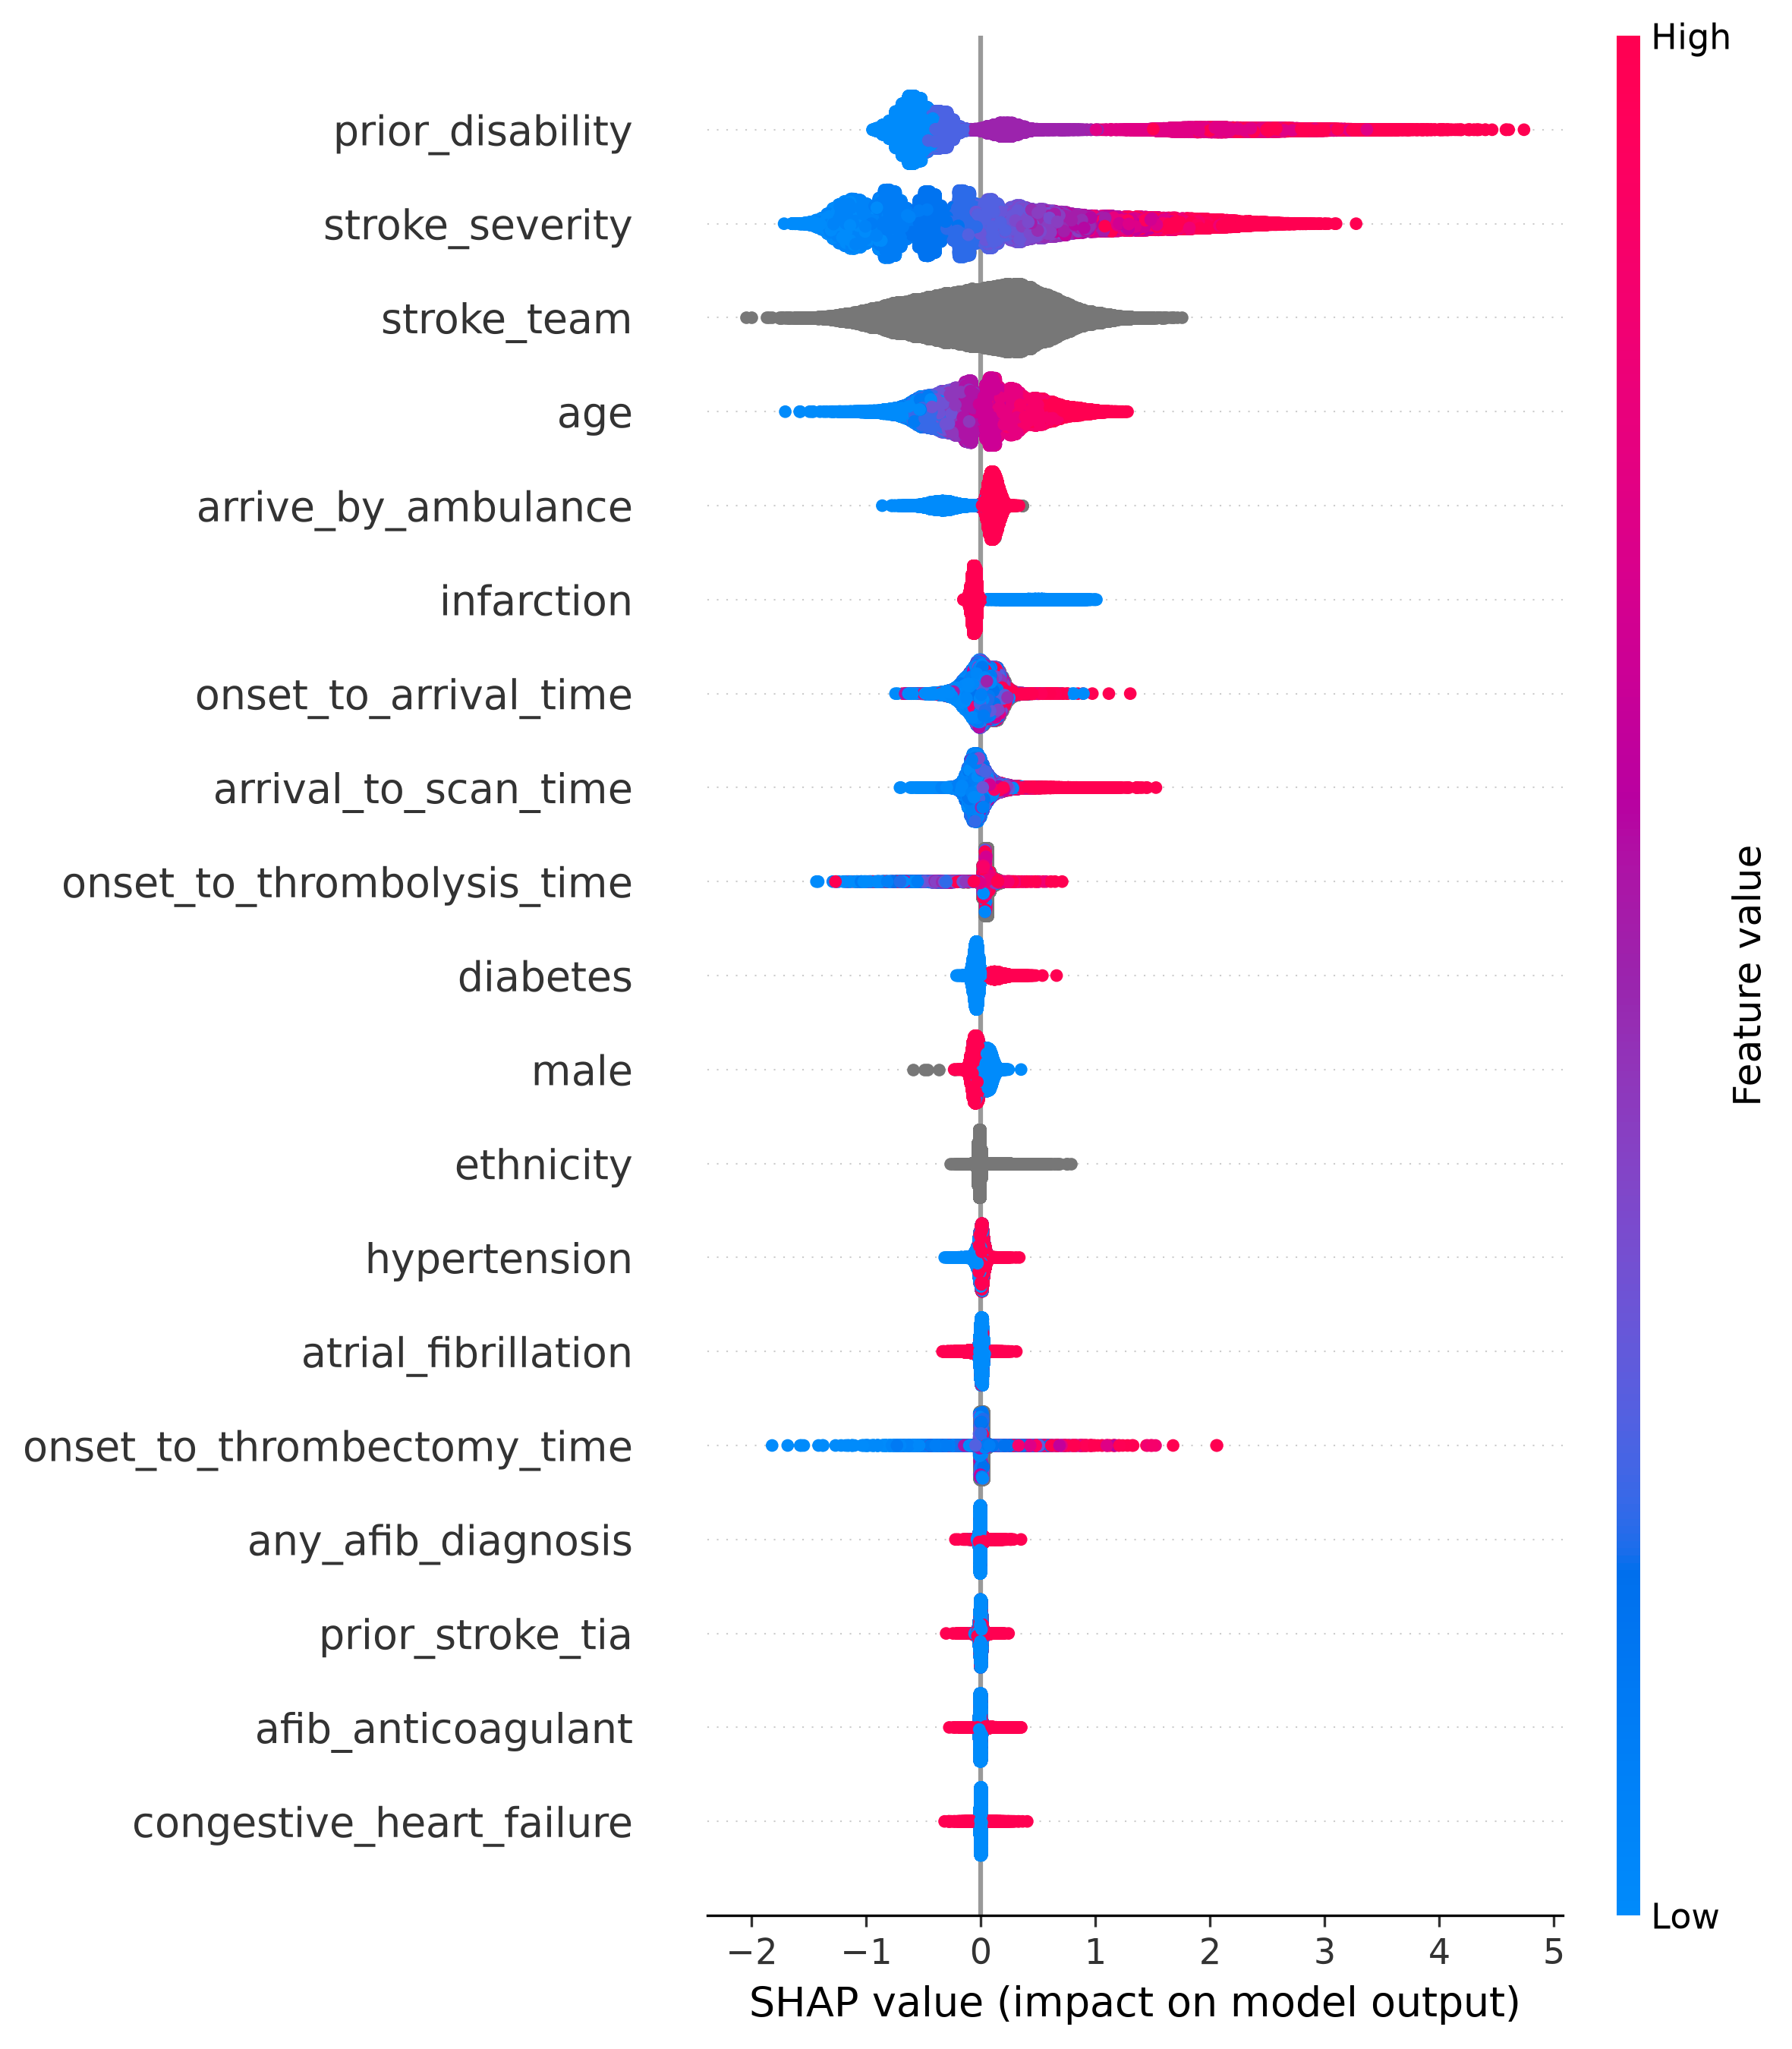 High
prior_disability
stroke_severity
stroke_team
age
arrive_by_ambulance
infarction
onset_to_arrival_time
arrival_to_scan_time
onset_to_thrombolysis_time
diabetes
male
ethnicity
hypertension
atrial_fibrillation
onset_to_thrombectomy_time
any_afib_diagnosis
prior_stroke_tia
afib_anticoagulant
congestive_heart_failure
Feature value
Low
−2 −1 0 1 2 3 4 5
SHAP value (impact on model output)